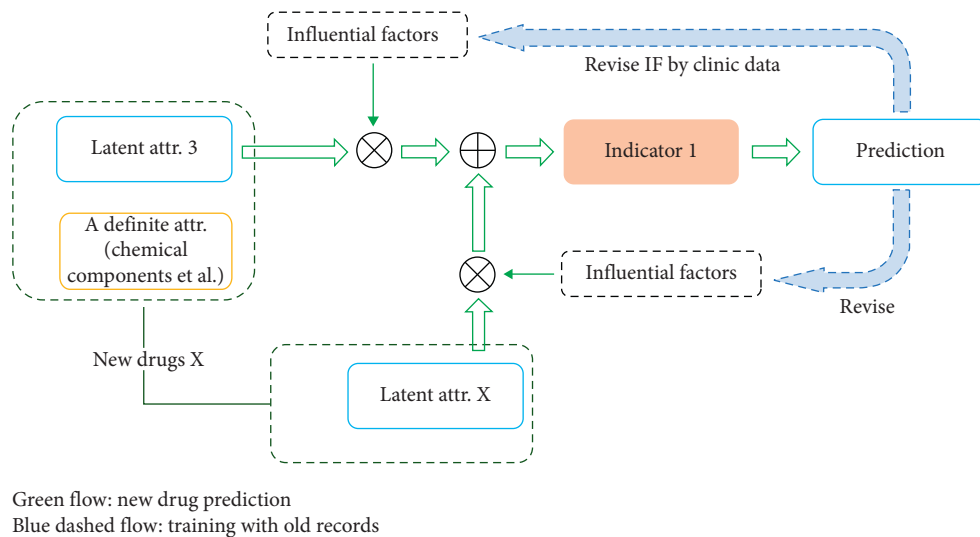 Influential factors
Revise IF by clinic data
Latent attr. 3
Indicator 1
Prediction
A definite attr.
(chemical
components et al.)
Influential factors
Revise
New drugs X
Latent attr. X
Green flow: new drug prediction
Blue dashed flow: training with old records